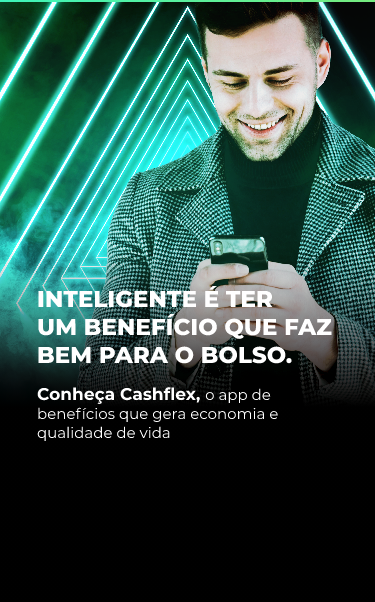 INTELIGENTE É TER
UM BENEFÍCIO QUE FAZ
BEM PARA O BOLSO.
Conheça Cashflex, o app de
benefícios que gera economia e
qualidade de vida